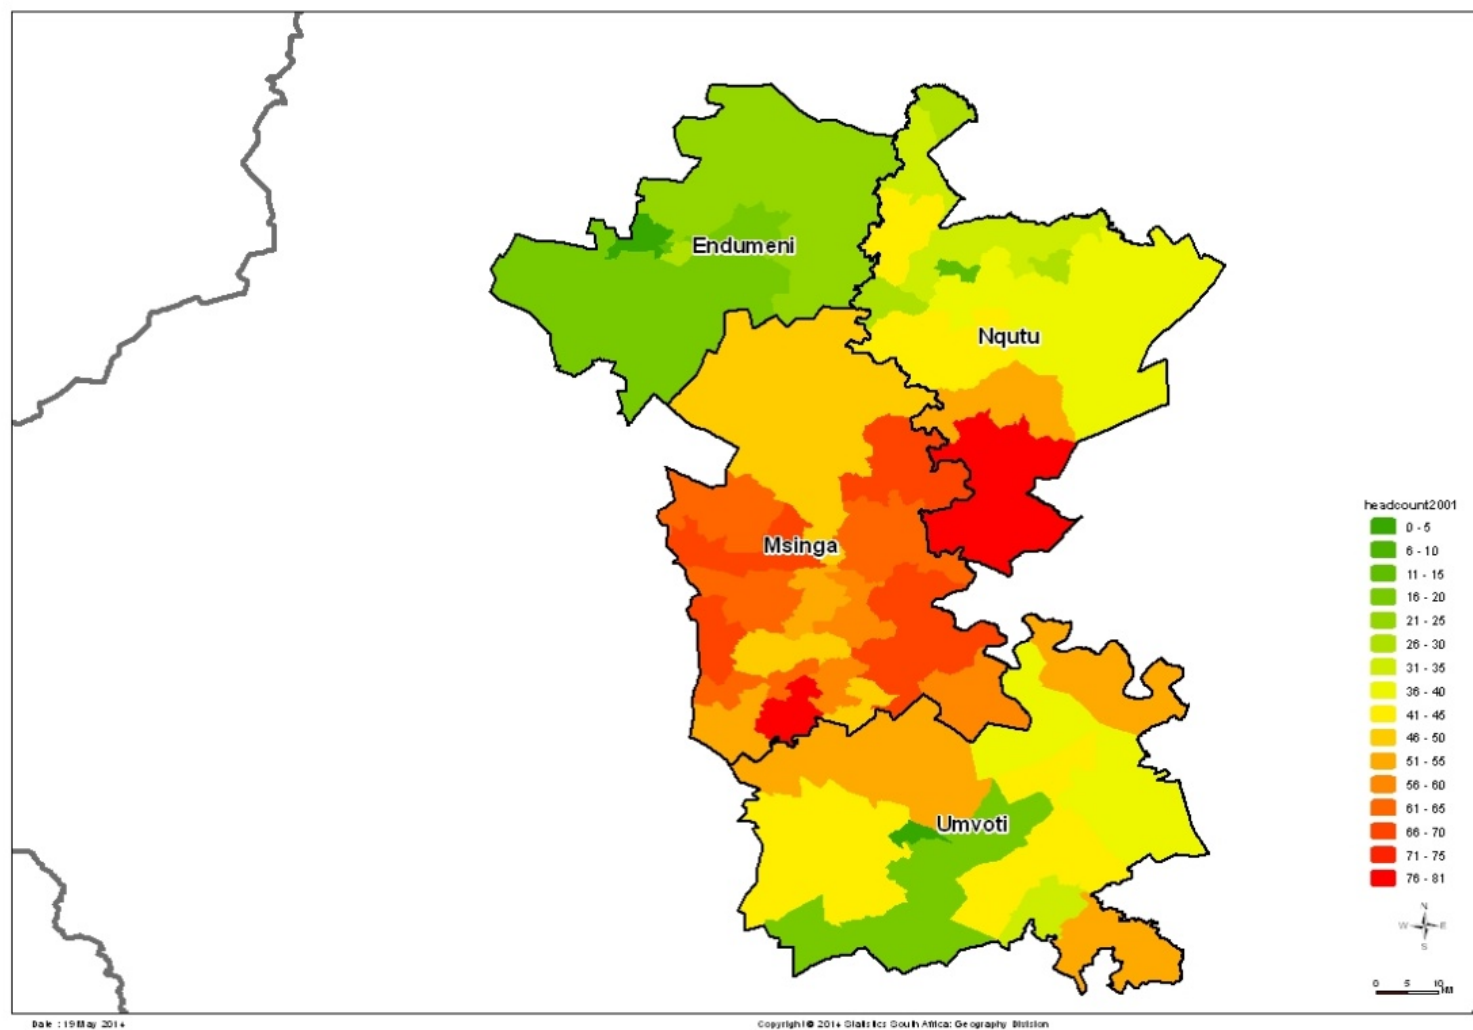 Endumeni
Nqutu
Msinga
Umvoti
headcount2001
0 - 5
6 - 10
11 - 15
16 - 20
21 - 25
26 - 30
31 - 35
36 - 40
41 - 45
46 - 50
51 - 55
56 - 60
61 - 65
66 - 70
71 - 75
76 - 81
N
W E
S
0 5 10
KM
Date : 19 May 2014
Copyright © 2014 Statistics South Africa: Geography Division